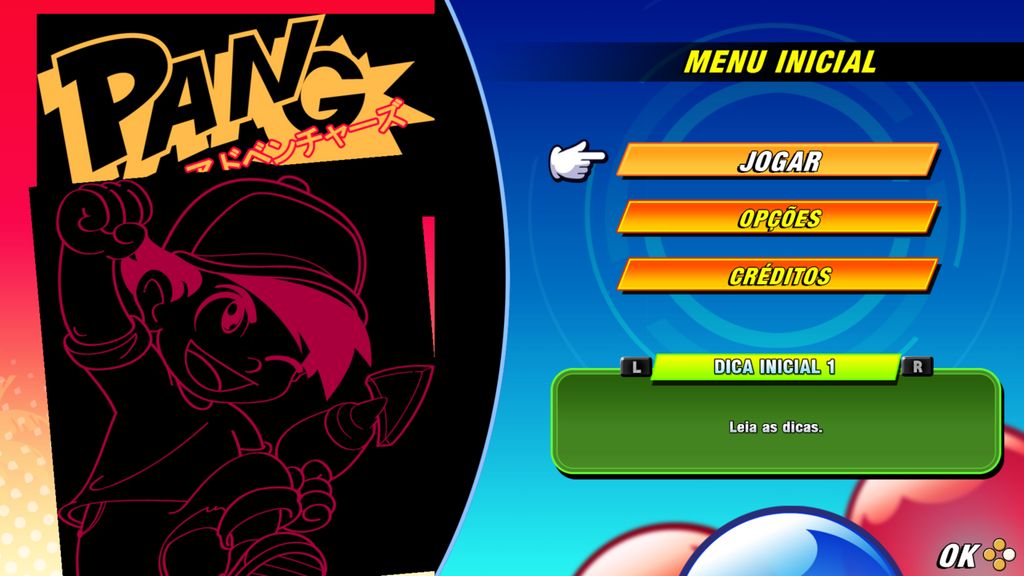 PANG
アドベンチャーズ
MENU INICIAL
JOGAR
OPÇÕES
CRÉDITOS
L DICA INICIAL 1 R
Leia as dicas.
OK